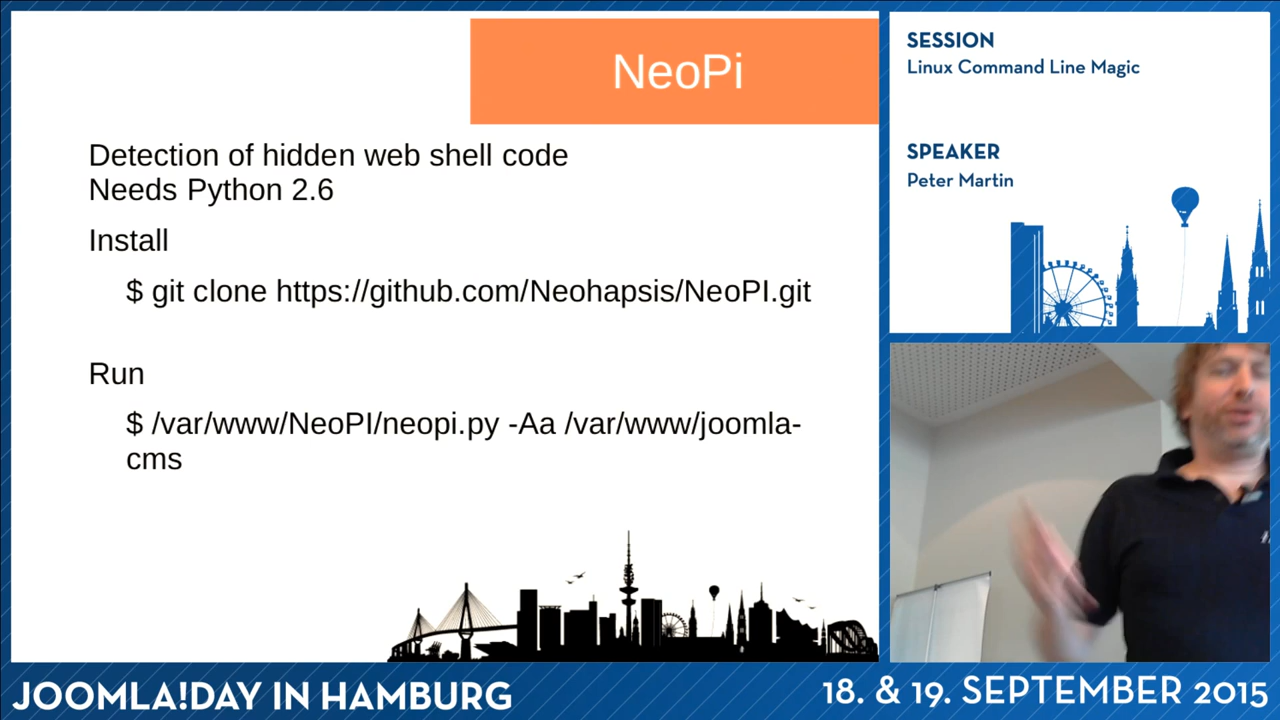 NeoPi
Detection of hidden web shell code
Needs Python 2.6
Install
$ git clone https://github.com/Neohapsis/NeoPI.git
Run
$ /var/www/NeoPI/neopi.py -Aa /var/www/joomla-
cms
SESSION
Linux Command Line Magic
SPEAKER
Peter Martin
JOOMLA!DAY IN HAMBURG
18. & 19. SEPTEMBER 2015